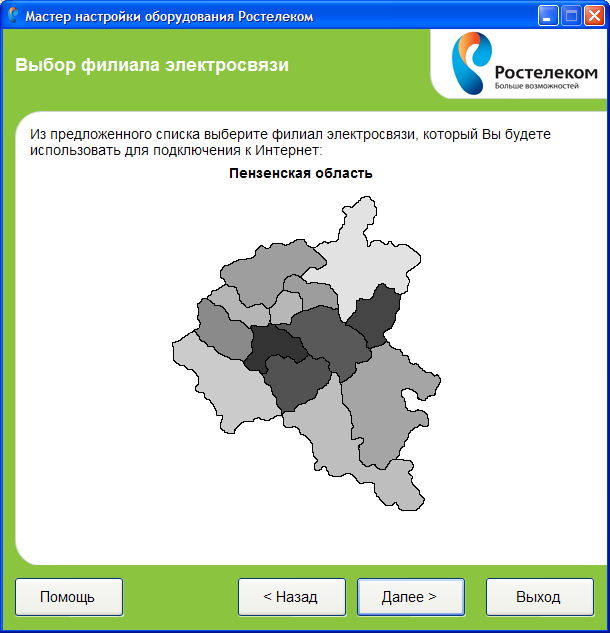 Мастер настройки оборудования Ростелеком
Выбор филиала электросвязи
Ростелеком
Больше возможностей
Из предложенного списка выберите филиал электросвязи, который Вы будете
использовать для подключения к Интернет:
Пензенская область
Помощь
< Назад
Далее >
Выход